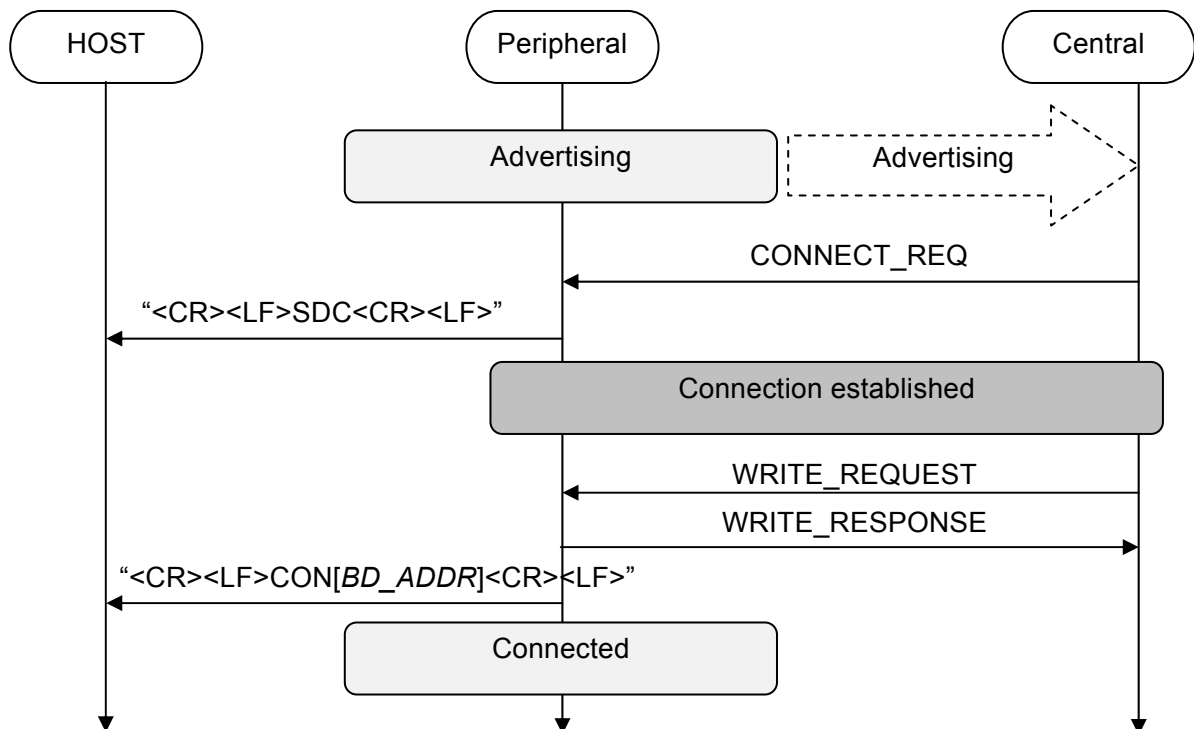 HOST
Peripheral
Central
Advertising
Advertising
CONNECT_REQ
“<CR><LF>SDC<CR><LF>”
Connection established
WRITE_REQUEST
WRITE_RESPONSE
“<CR><LF>CON[BD_ADDR]<CR><LF>”
Connected